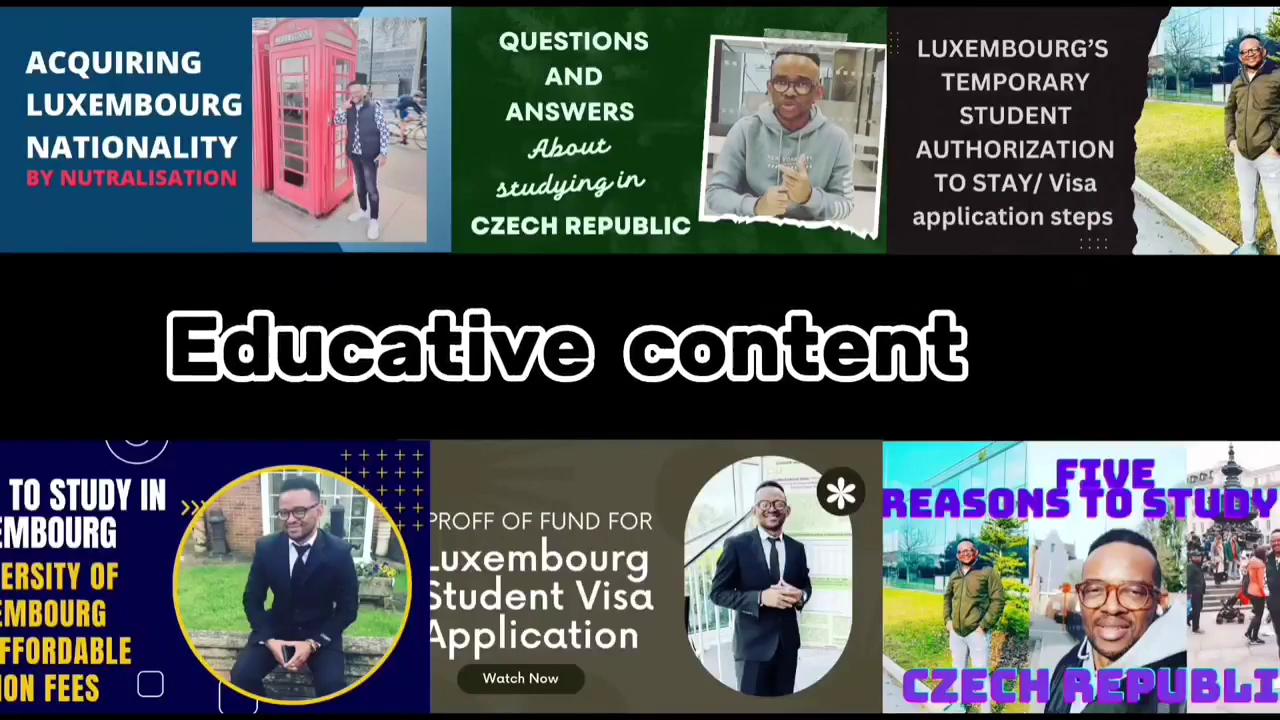 ACQUIRING
LUXEMBOURG
NATIONALITY
BY NUTRALISATION
QUESTIONS
AND
ANSWERS
About
studying in
CZECH REPUBLIC
LUXEMBOURG'S
TEMPORARY
STUDENT
AUTHORIZATION
TO STAY/ Visa
application steps
Educative content
TO STUDY IN
EMBOURG
ERSITY OF
EMBOURG
FFORDABLE
ION FEES
PROFF OF FUND FOR
Luxembourg
Student Visa
Application
Watch Now
FIVE
REASONS TO STUDY
CZECH REPUBLI